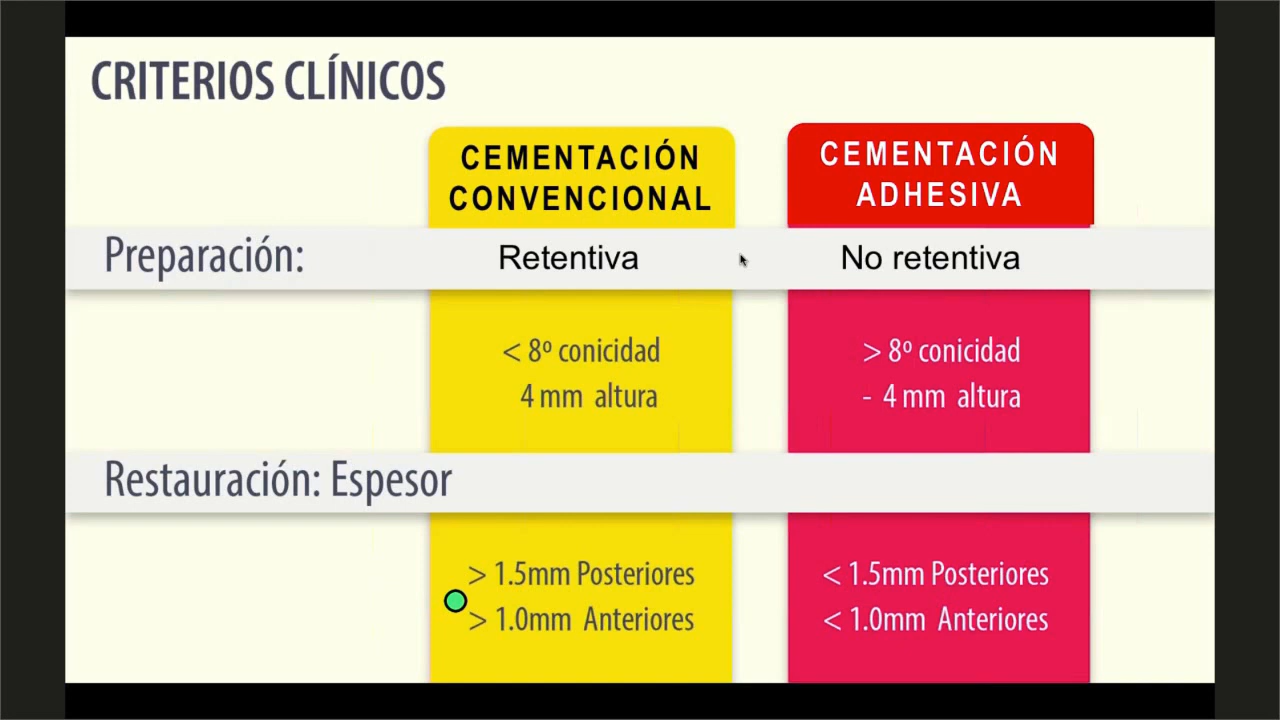 CRITERIOS CLÍNICOS
CEMENTACIÓN
CONVENCIONAL
CEMENTACIÓN
ADHESIVA
Preparación:
Retentiva
No retentiva
< 8º conicidad
4 mm altura
> 8º conicidad
- 4 mm altura
Restauración: Espesor
> 1.5mm Posteriores
> 1.0mm Anteriores
< 1.5mm Posteriores
< 1.0mm Anteriores